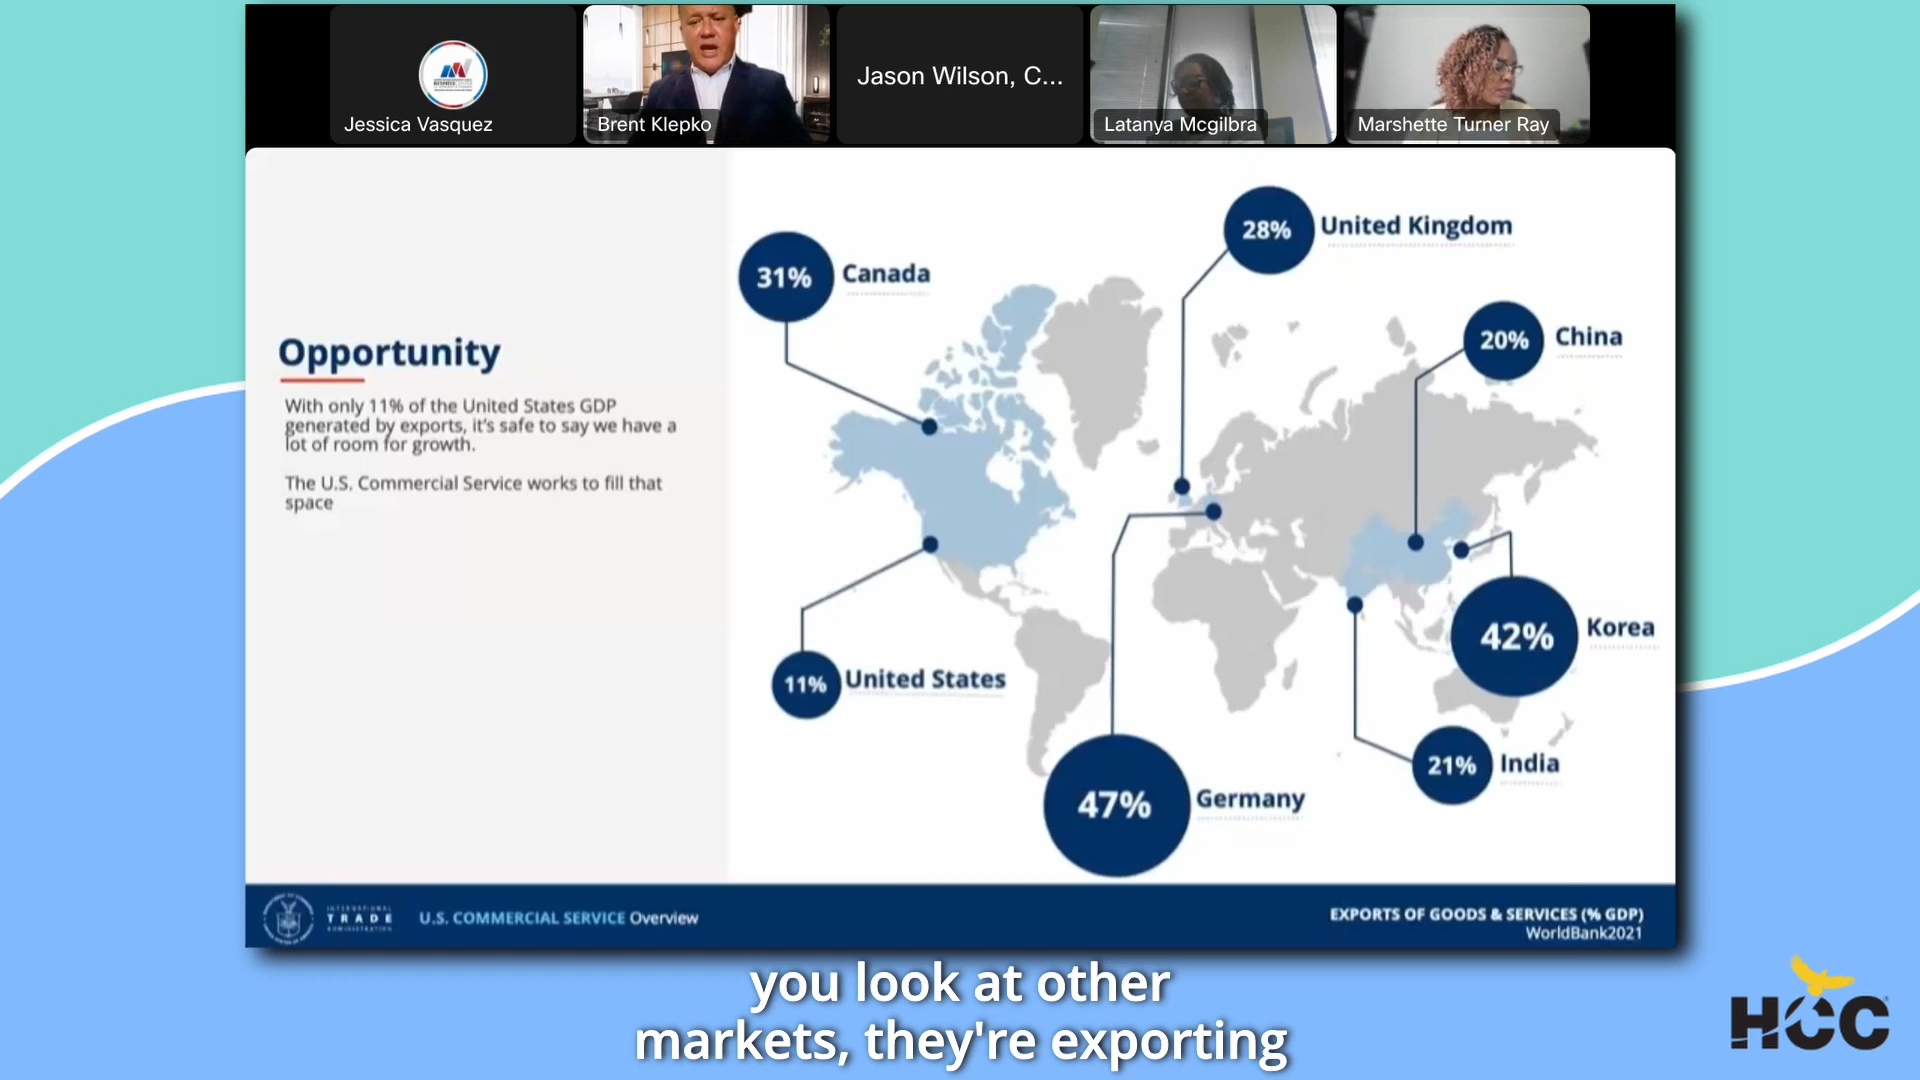 Jessica Vasquez
Brent Klepko
Jason Wilson, C...
Latanya Mcgilbra
Marshette Turner Ray
28% United Kingdom
31% Canada
20% China
Opportunity
With only 11% of the United States GDP
generated by exports, it's safe to say we have a
lot of room for growth.
The U.S. Commercial Service works to fill that
space
42% Korea
11% United States
21% India
47% Germany
INTERNATIONAL
TRADE
ADMINISTRATION
U.S. COMMERCIAL SERVICE Overview
EXPORTS OF GOODS & SERVICES (% GDP)
WorldBank2021
you look at other
markets, they're exporting
HCC